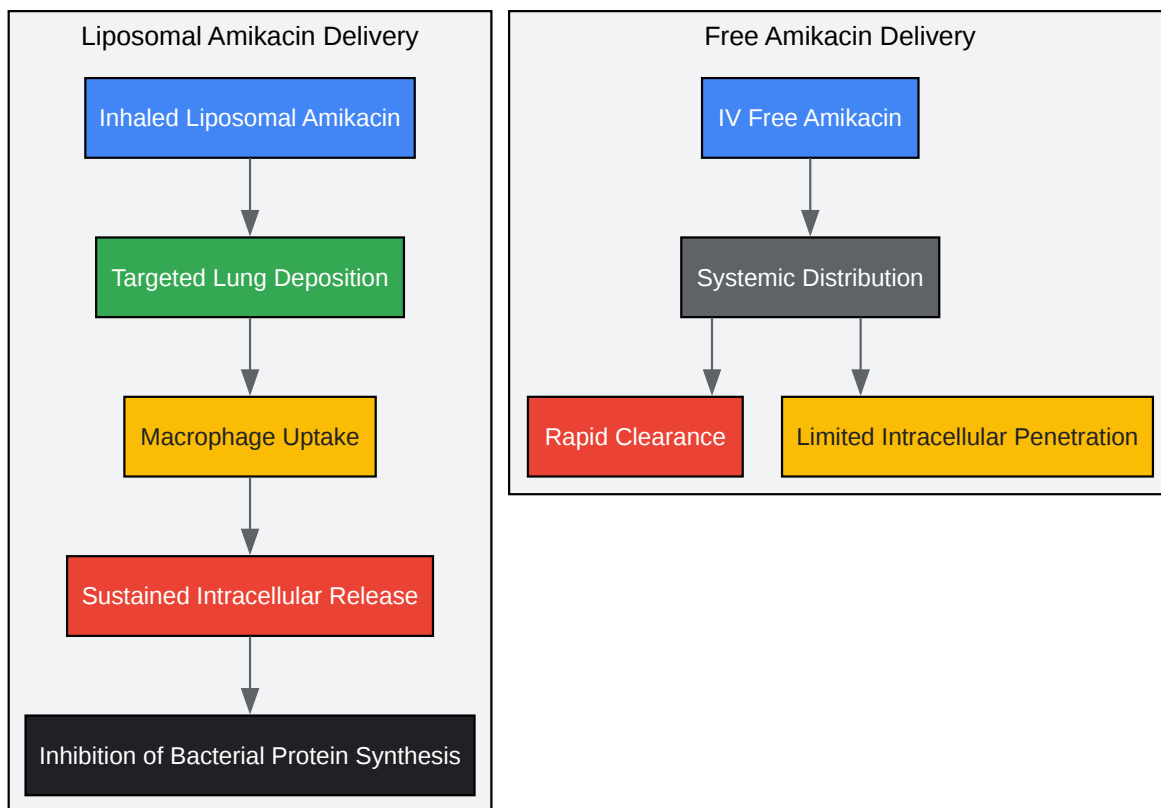 Liposomal Amikacin Delivery
Inhaled Liposomal Amikacin
Targeted Lung Deposition
Macrophage Uptake
Sustained Intracellular Release
Inhibition of Bacterial Protein Synthesis
Free Amikacin Delivery
IV Free Amikacin
Systemic Distribution
Rapid Clearance
Limited Intracellular Penetration